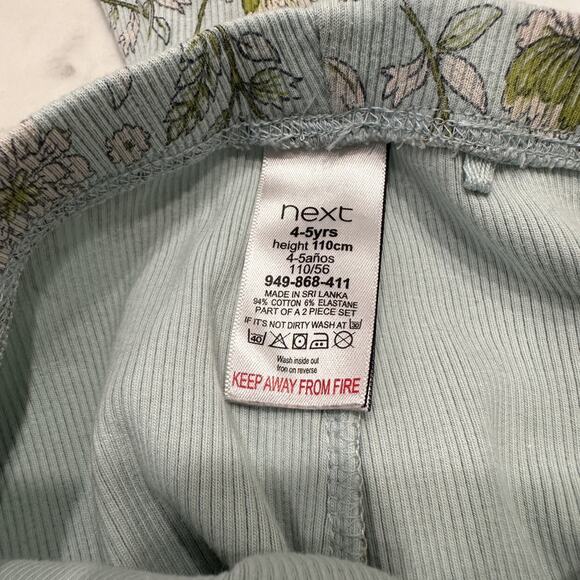 next
4-5yrs
height 110cm
4-5años
110/56
949-868-411
MADE IN SRI LANKA
94% COTTON 6% ELASTANE
PART OF A 2 PIECE SET
IF IT'S NOT DIRTY WASH AT 30
40
Wash inside out
Iron on reverse
KEEP AWAY FROM FIRE